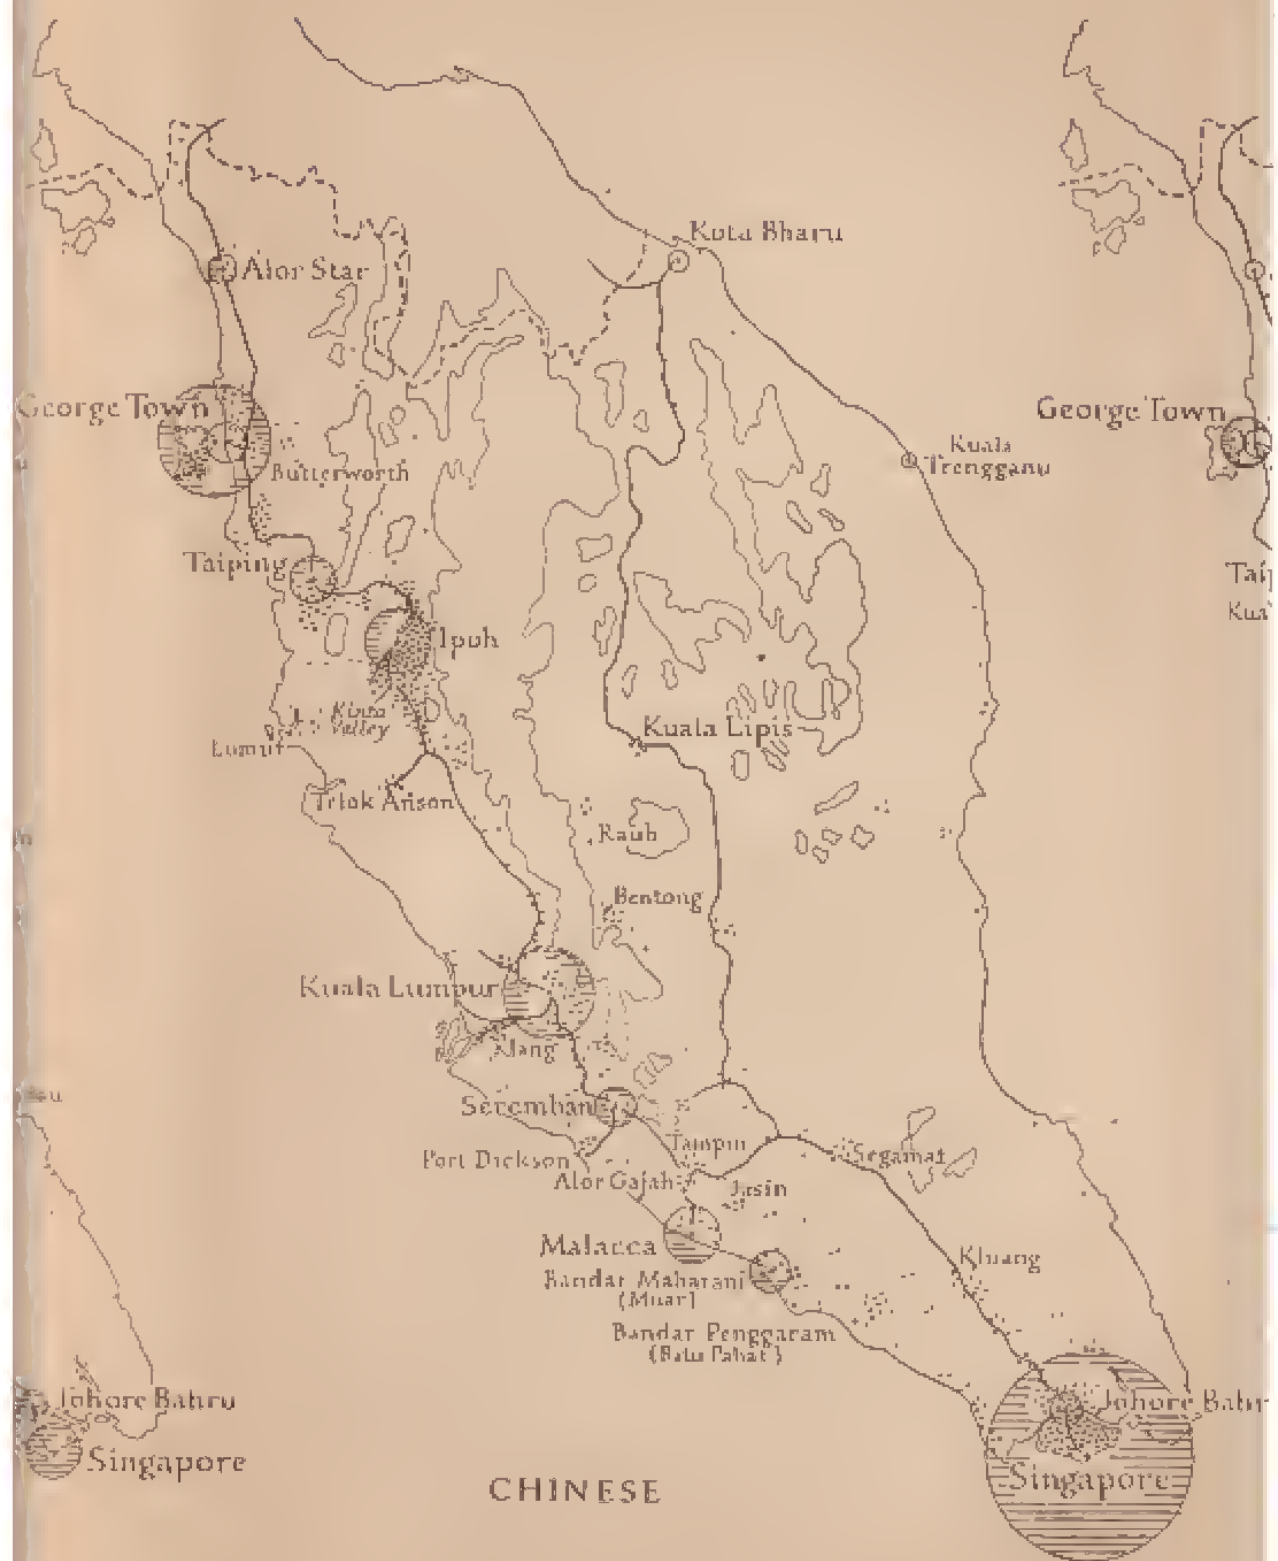 Kota Bharu
Alor Star
George Town
George Town
Kuala
Trengganu
Butterworth
Taiping
Ipoh
Kinta
Valley
Kuala Lipis
Lumut
Telok Anson
Raub
Bentong
Kuala Lumpur
Klang
Seremban
Tampin
Segamat
Port Dickson
Alor Gajah
Jasin
Malacca
Kluang
Bandar Maharani
(Muar)
Bandar Penggaram
(Batu Pahat)
Johore Bahru
Johore Bahr
Singapore
Singapore
CHINESE